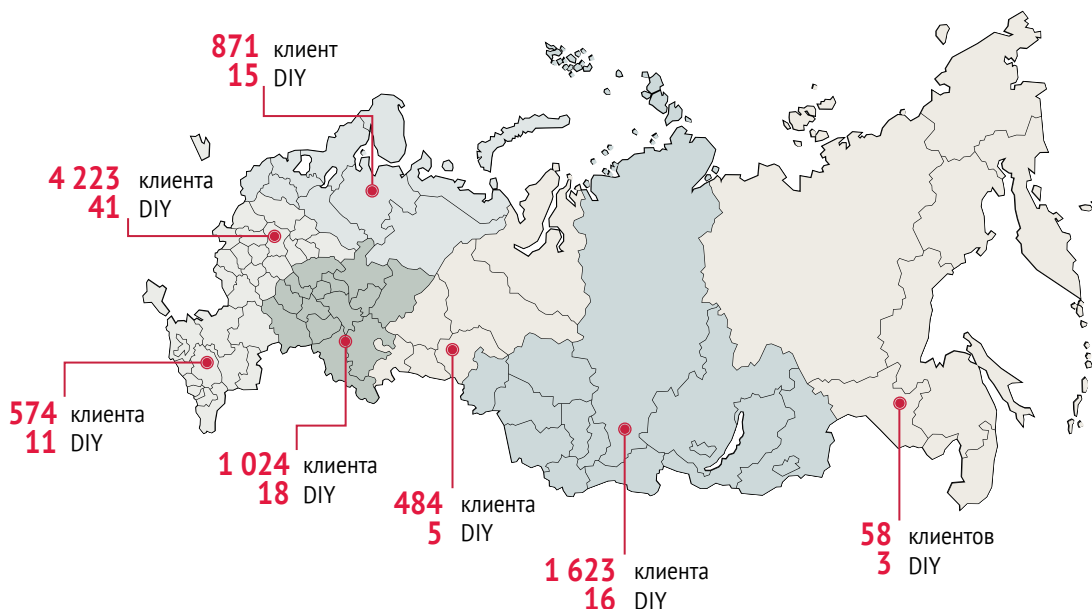 871 клиент
15 DIY
4 223 клиента
41 DIY
574 клиента
11 DIY
1 024 клиента
18 DIY
484 клиента
5 DIY
1 623 клиента
16 DIY
58 клиентов
3 DIY